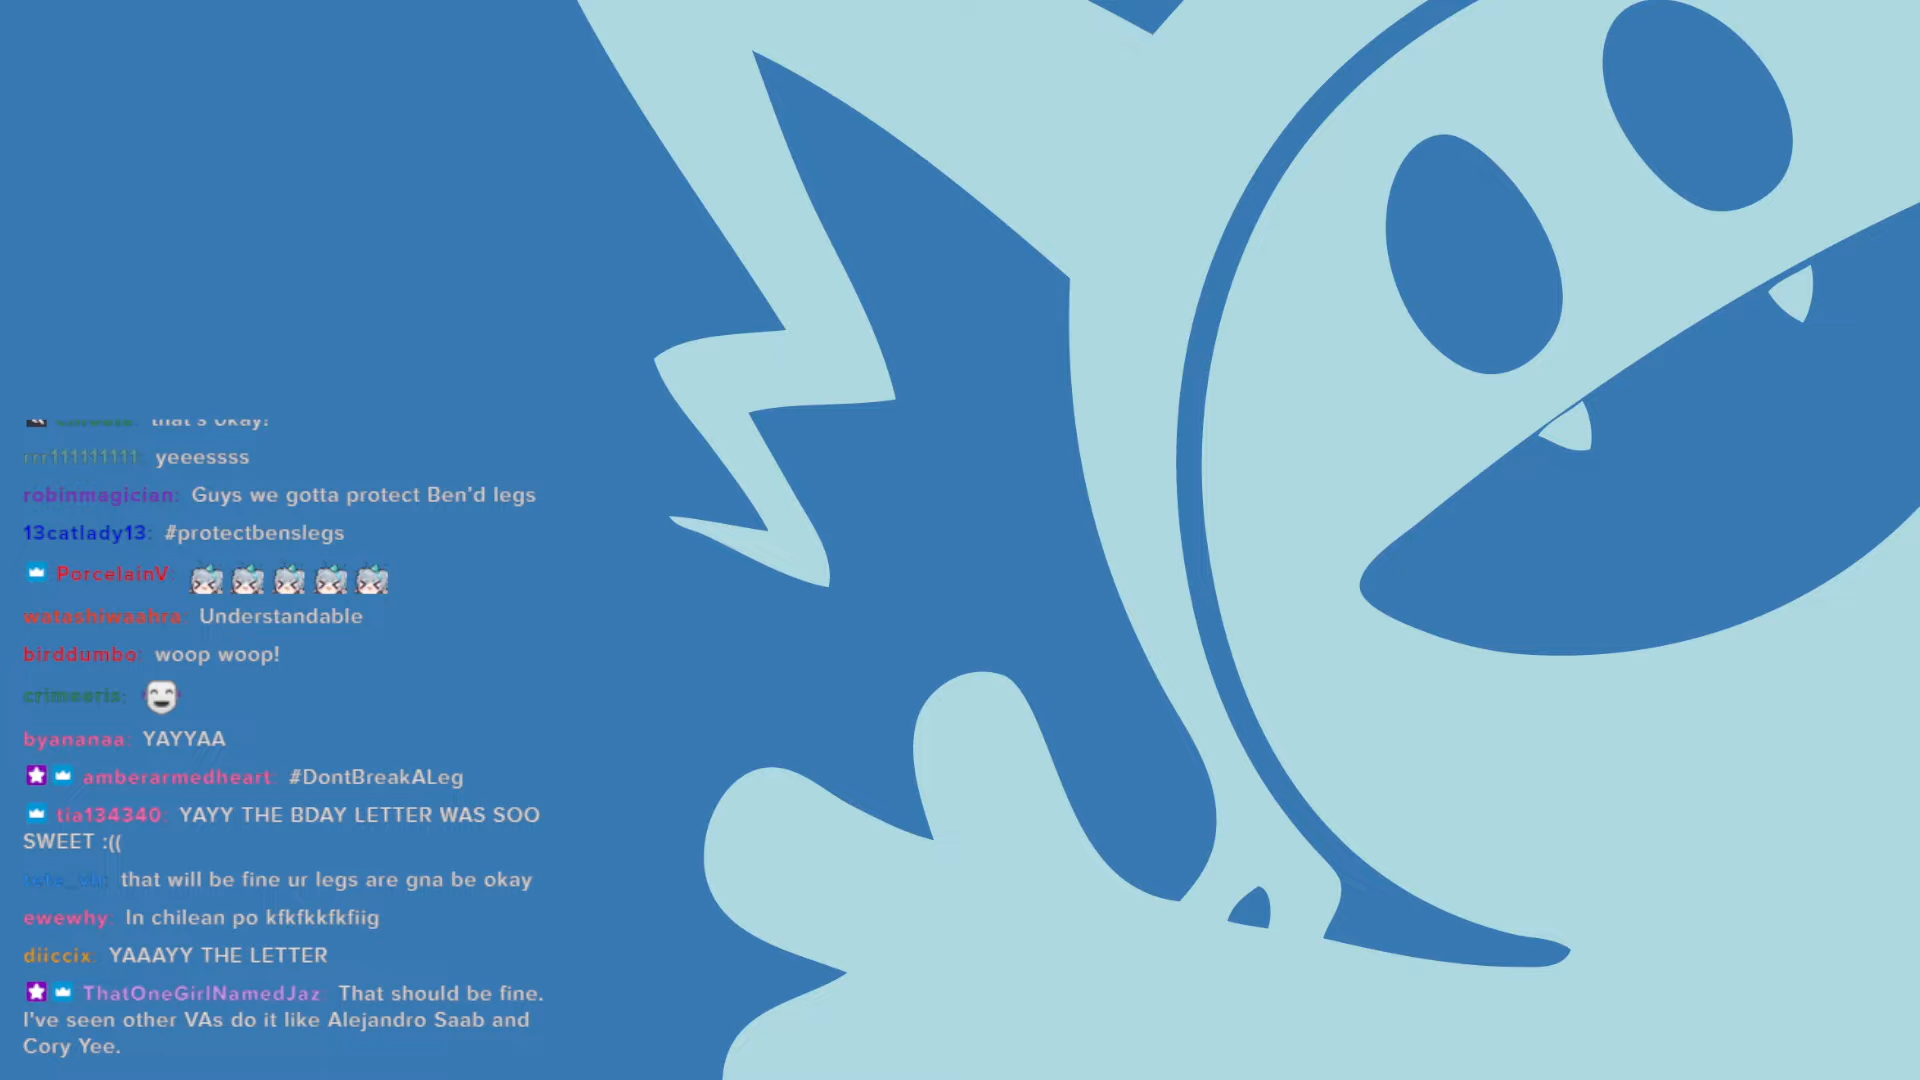 that's okay!
rrr111111111: yeeessss
robinmagician: Guys we gotta protect Ben'd legs
13catlady13: #protectbenslegs
PorcelainV:
watashiwaahra: Understandable
birddumbo: woop woop!
crimsoris:
byananaa: YAYYAA
amberarmedheart: #DontBreakALeg
tia134340: YAYY THE BDAY LETTER WAS SOO
SWEET :((
that will be fine ur legs are gna be okay
ewewhy: In chilean po kfkfkkfkfiig
diiccix: YAAAYY THE LETTER
ThatOneGirlNamedJaz: That should be fine.
I've seen other VAs do it like Alejandro Saab and
Cory Yee.